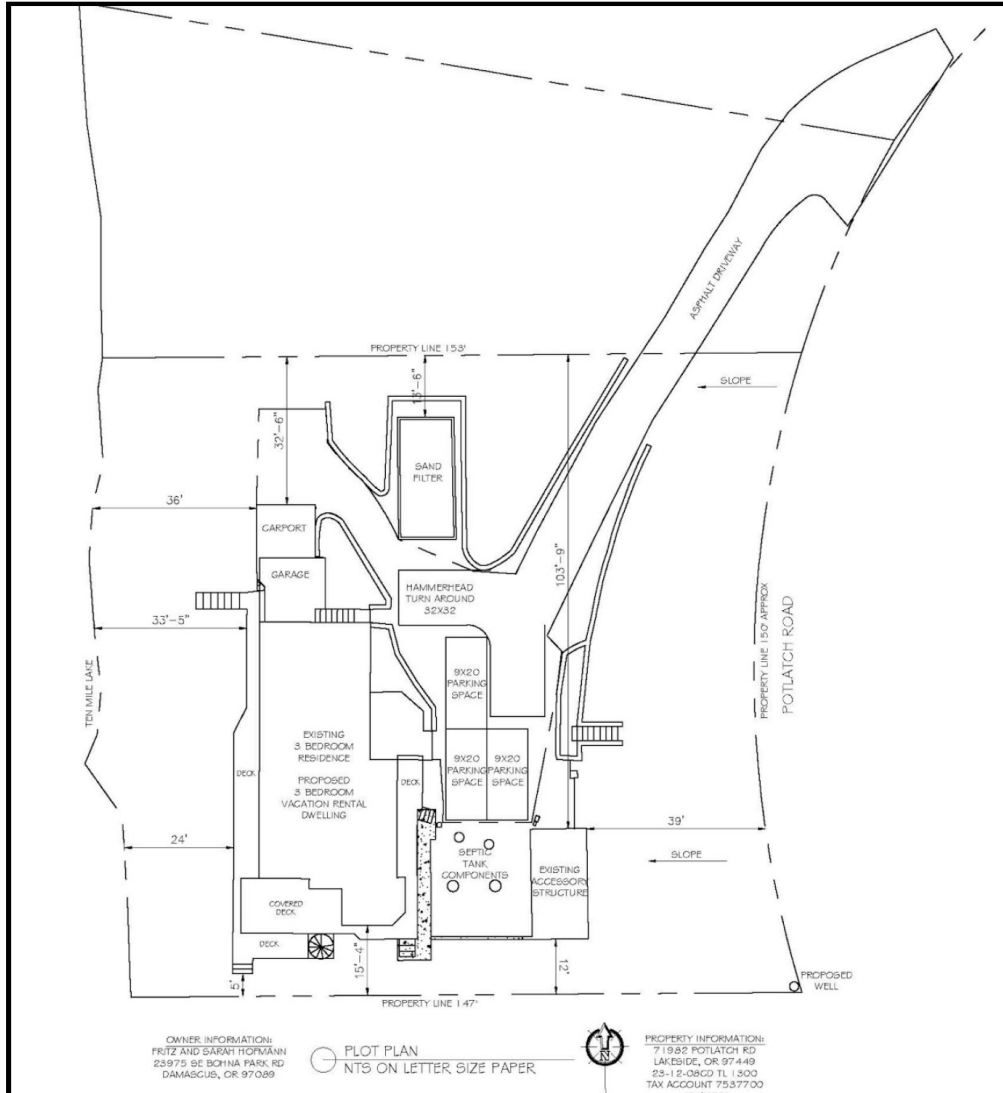 ASPHALT DRIVEWAY
PROPERTY LINE 153'
SLOPE
13'-6"
32'-6"
SAND
FILTER
36'
CARPORT
103'-9"
GARAGE
HAMMERHEAD
TURN AROUND
32X32
33'-5"
PROPERTY LINE 150' APPROX
POTLATCH ROAD
TEN MILE LAKE
9X20
PARKING
SPACE
EXISTING
3 BEDROOM
RESIDENCE
PROPOSED
3 BEDROOM
VACATION RENTAL
DWELLING
DECK
DECK
9X20
PARKING
SPACE
9X20
PARKING
SPACE
39'
24'
SLOPE
SEPTIC
TANK
COMPONENTS
EXISTING
ACCESSORY
STRUCTURE
COVERED
DECK
DECK
15'-4"
12'
5'
PROPOSED
WELL
PROPERTY LINE 147'
OWNER INFORMATION:
FRITZ AND SARAH HOFMANN
23975 SE BOHNA PARK RD
DAMASCUS, OR 97089
PLOT PLAN
NTS ON LETTER SIZE PAPER
N
PROPERTY INFORMATION:
71982 POTLATCH RD
LAKESIDE, OR 97449
23-12-08CD TL 1300
TAX ACCOUNT 7537700